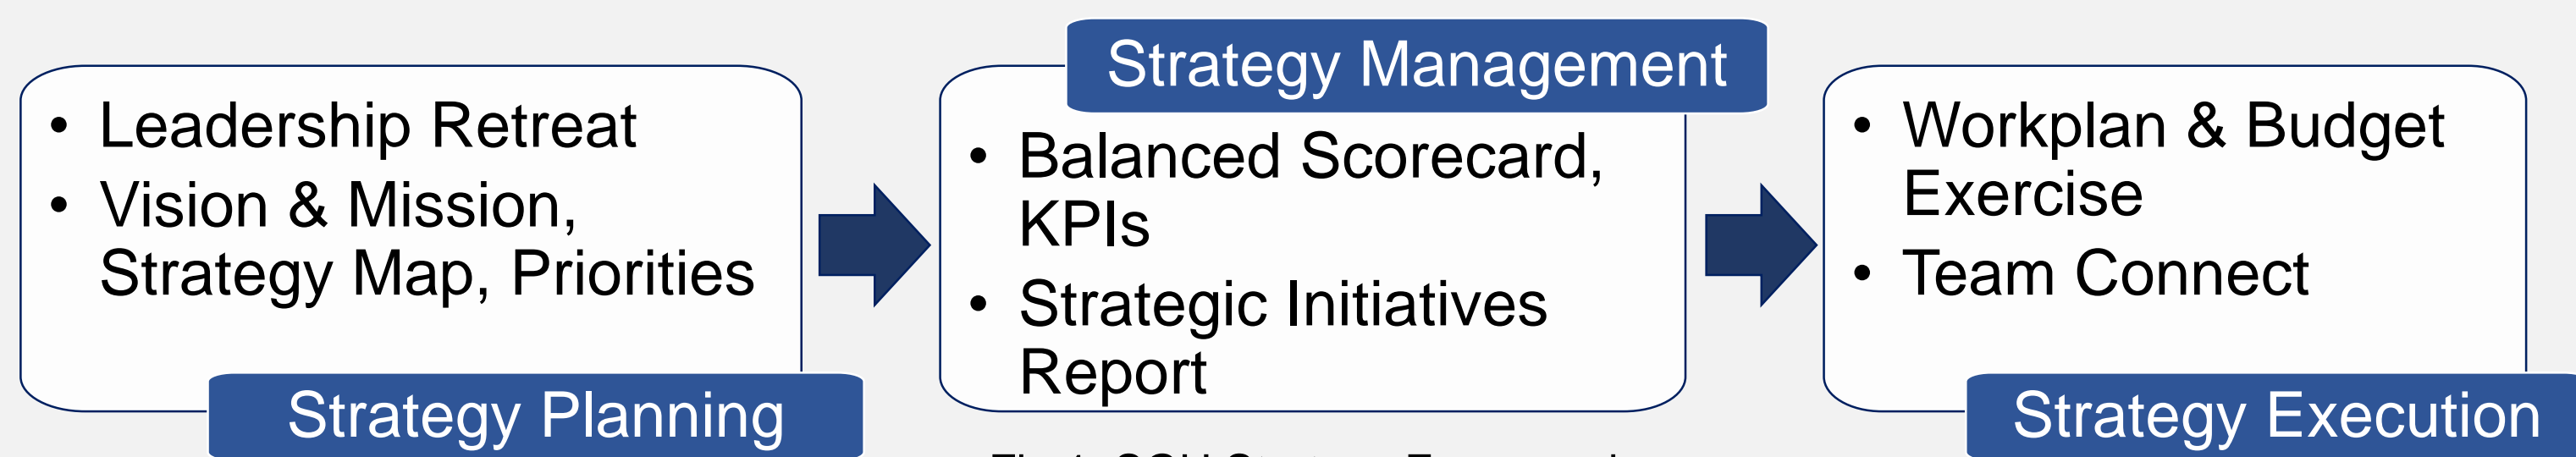 • Leadership Retreat
• Vision & Mission,
Strategy Map, Priorities
Strategy Planning
Strategy Management
• Balanced Scorecard,
KPIs
• Strategic Initiatives
Report
• Workplan & Budget
Exercise
• Team Connect
Strategy Execution